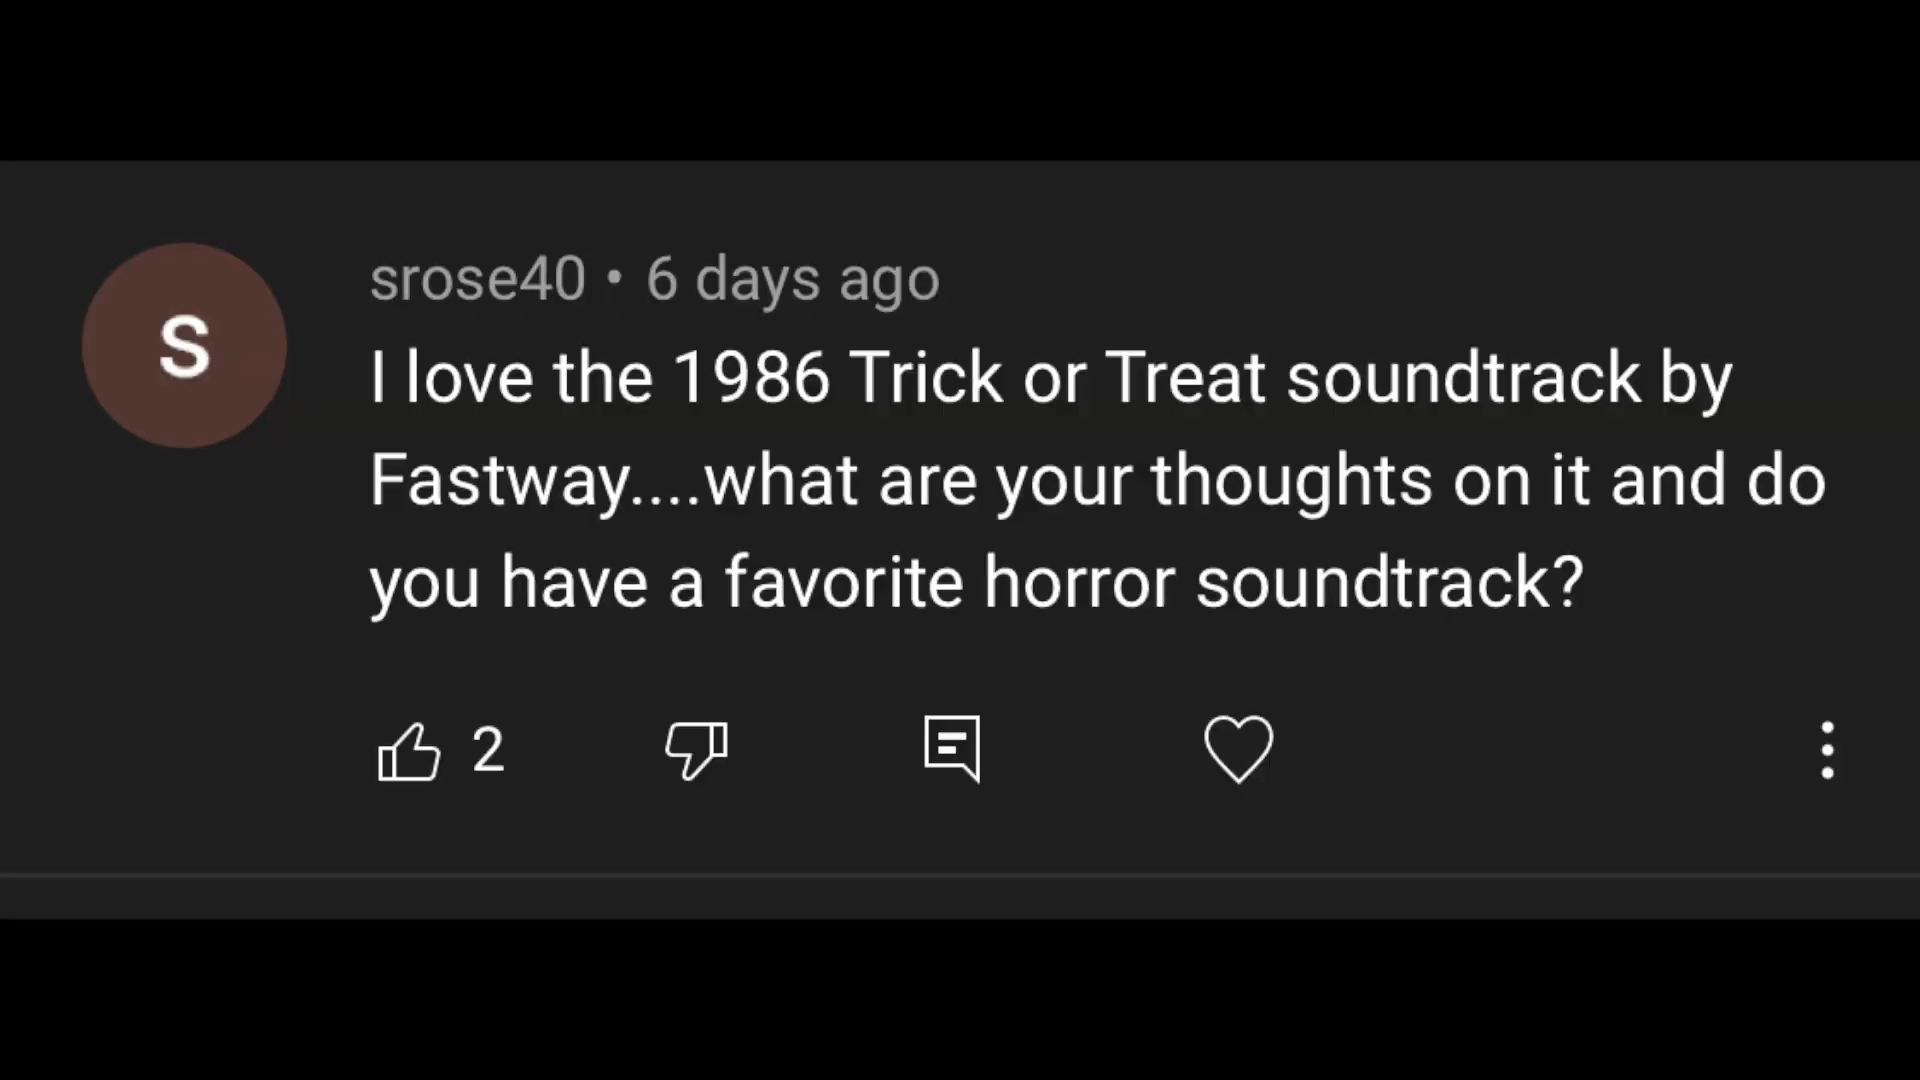 S
srose40 • 6 days ago
I love the 1986 Trick or Treat soundtrack by
Fastway....what are your thoughts on it and do
you have a favorite horror soundtrack?
2